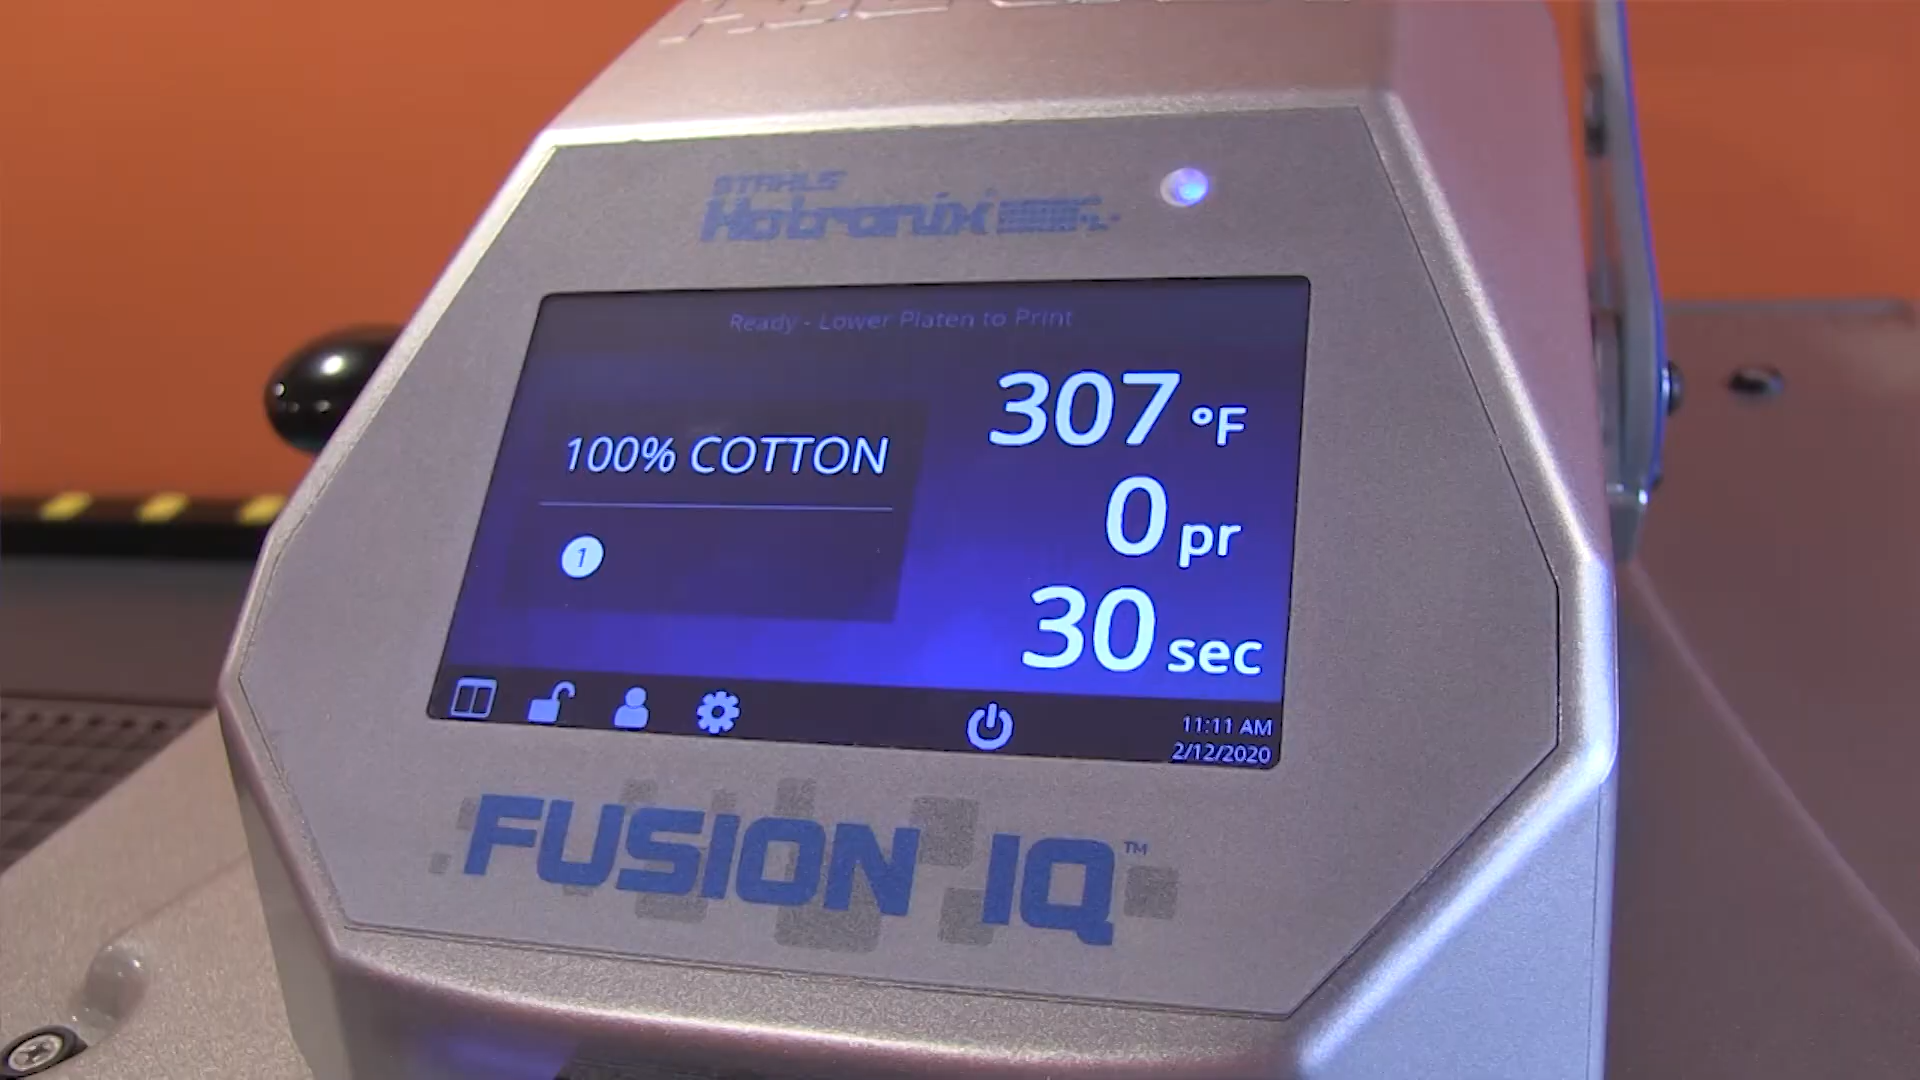 STAHLS'
Hotronix
Ready - Lower Platen to Print
307 °F
100% COTTON
0 pr
1
30 sec
11:11 AM
2/12/2020
FUSION IQ™